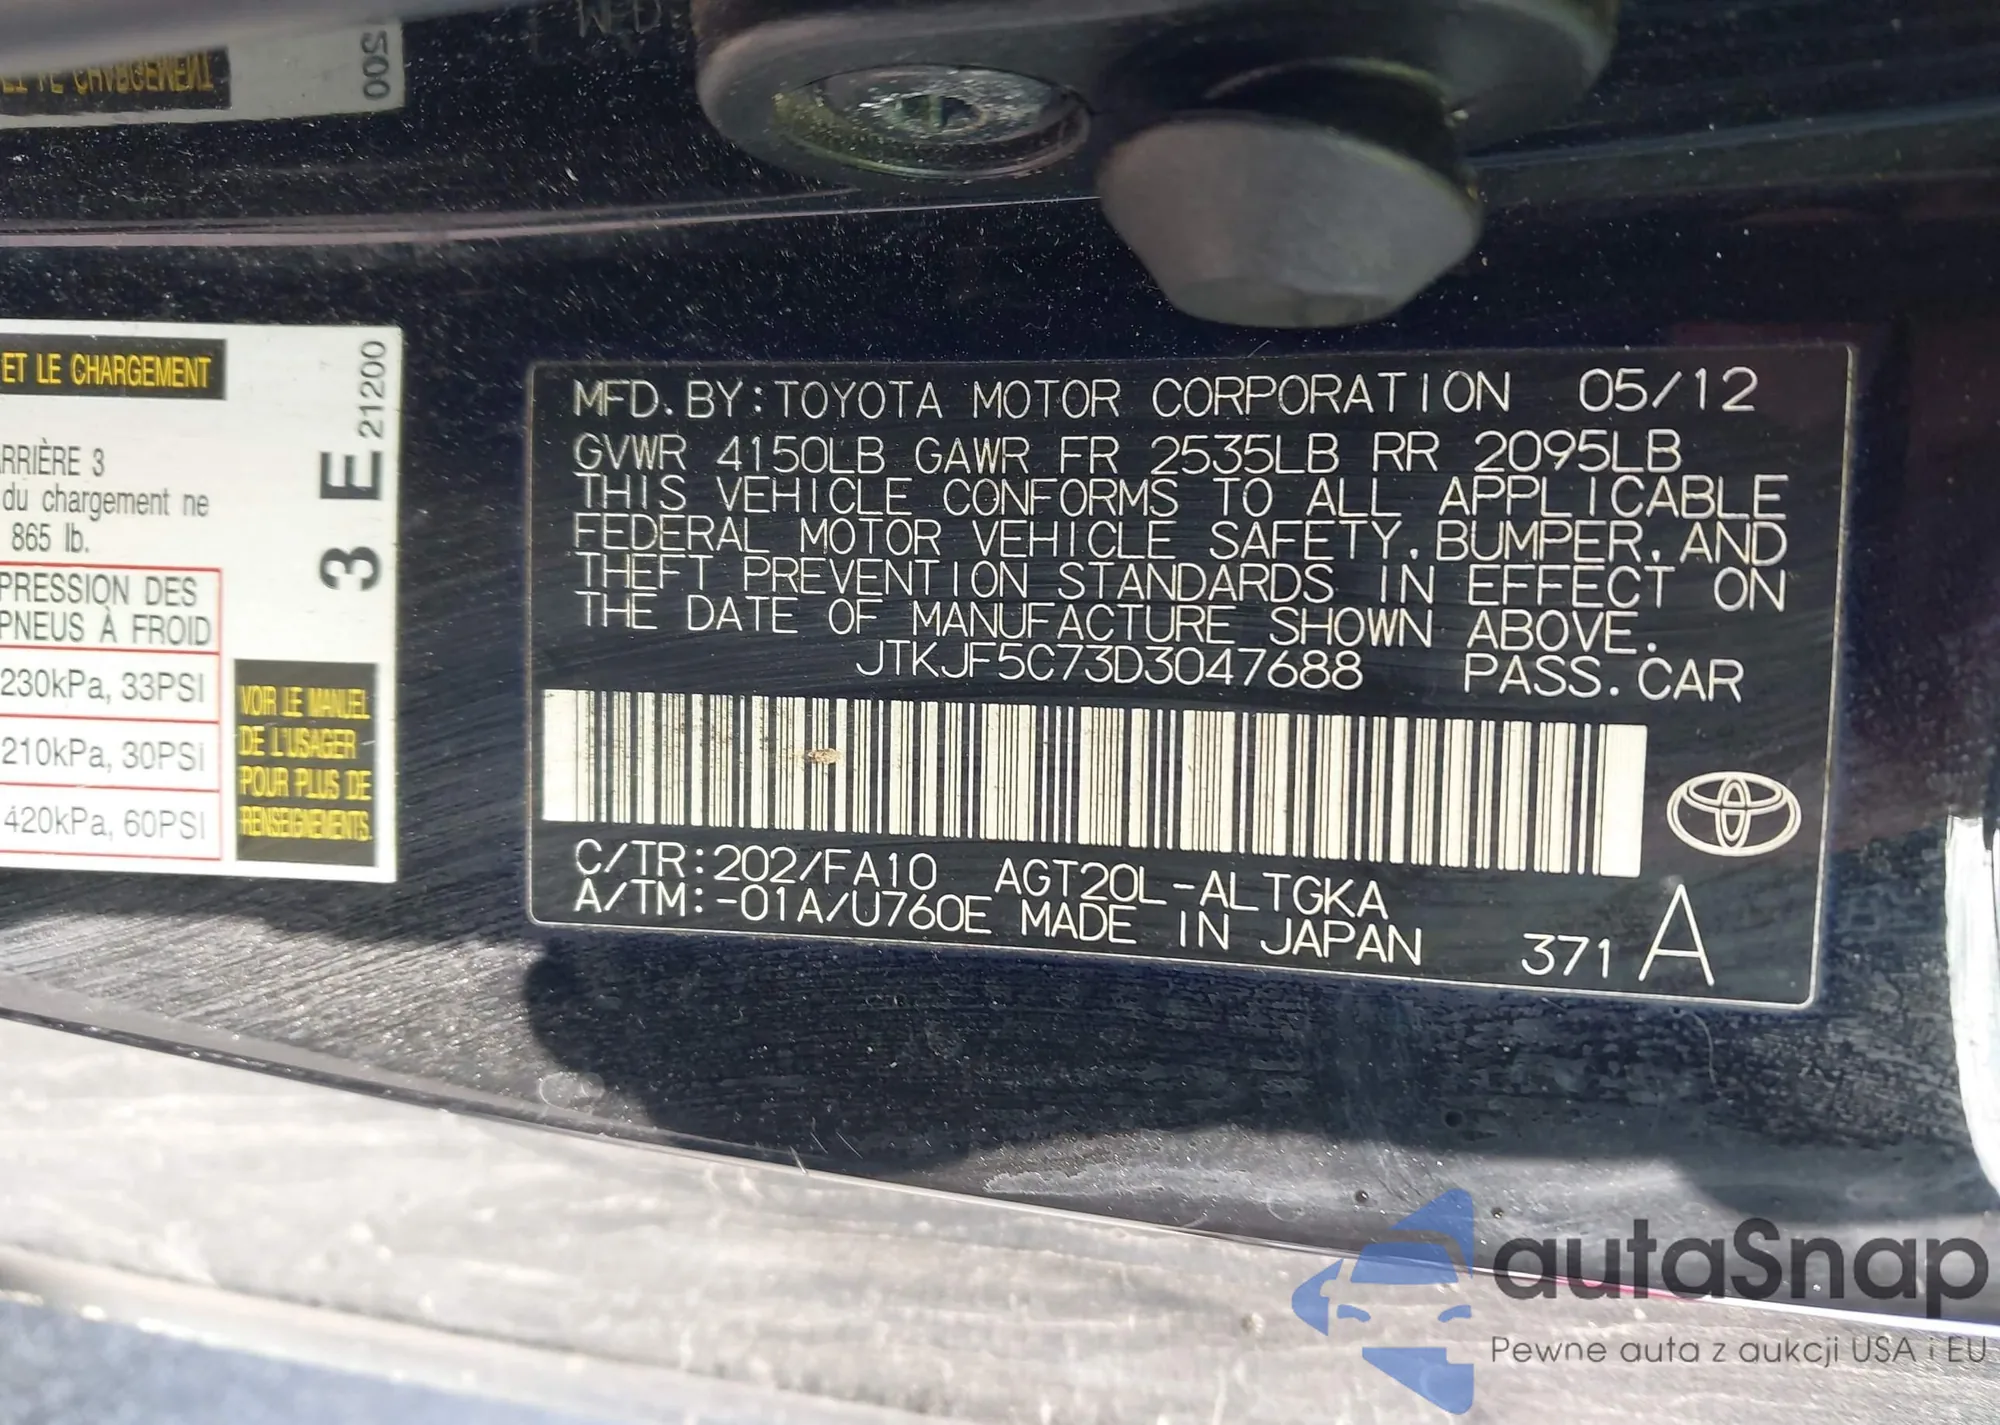 ET LE CHARGEMENT
21200
3 E
RRIÈRE 3
du chargement ne
865 lb.
PRESSION DES
PNEUS À FROID
230kPa, 33PSI
210kPa, 30PSI
420kPa, 60PSI
VOIR LE MANUEL
DE L'USAGER
POUR PLUS DE
RENSEIGNEMENTS.
MFD. BY: TOYOTA MOTOR CORPORATION 05/12
GVWR 4150LB GAWR FR 2535LB RR 2095LB
THIS VEHICLE CONFORMS TO ALL APPLICABLE
FEDERAL MOTOR VEHICLE SAFETY, BUMPER, AND
THEFT PREVENTION STANDARDS IN EFFECT ON
THE DATE OF MANUFACTURE SHOWN ABOVE.
JTKJF5C73D3047688 PASS. CAR
C/TR: 202/FA10 AGT20L-ALTGKA
A/TM: -01A/U760E MADE IN JAPAN 371 A
autaSnap
Pewne auta z aukcji USA i EU